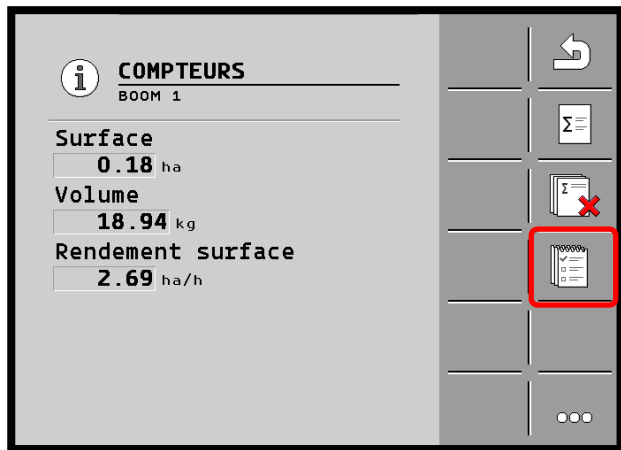 COMPTEURS
BOOM 1
Surface
0.18 ha
Volume
18.94 kg
Rendement surface
2.69 ha/h
Σ
Σ